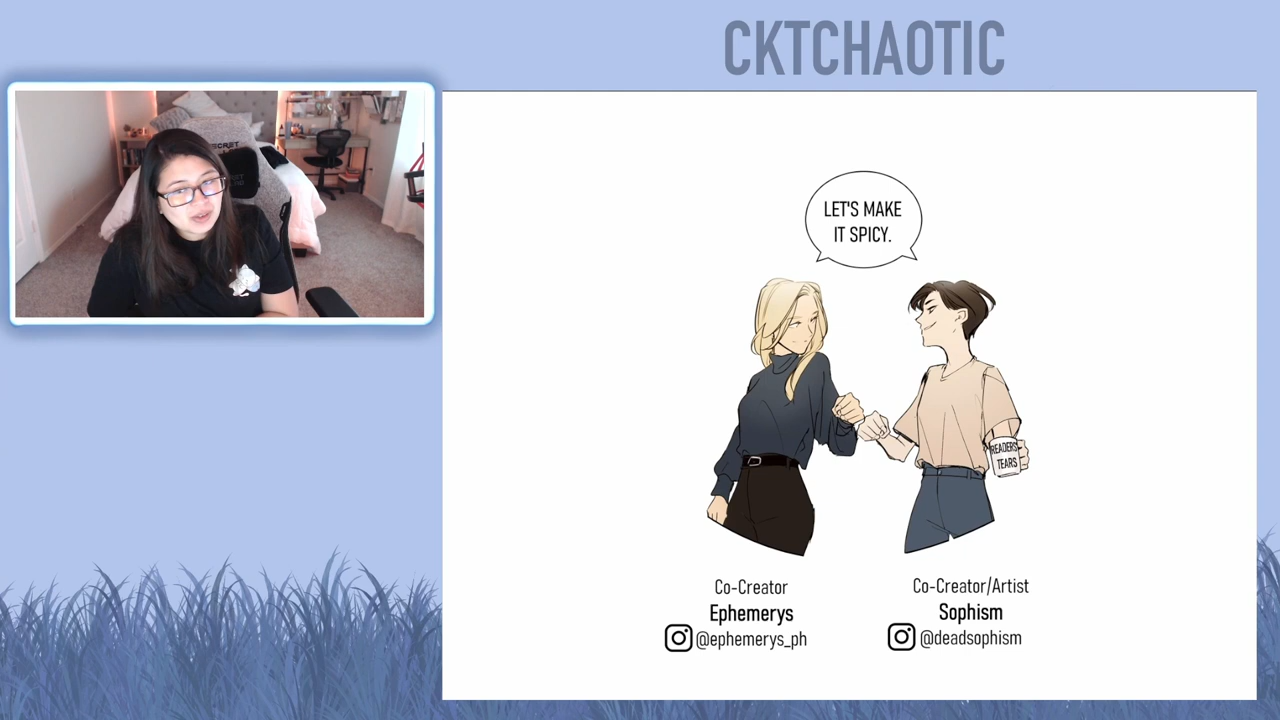 CKTCHAOTIC
LET'S MAKE
IT SPICY.
READERS'
TEARS
Co-Creator
Ephemerys
@ephemerys_ph
Co-Creator/Artist
Sophism
@deadsophism